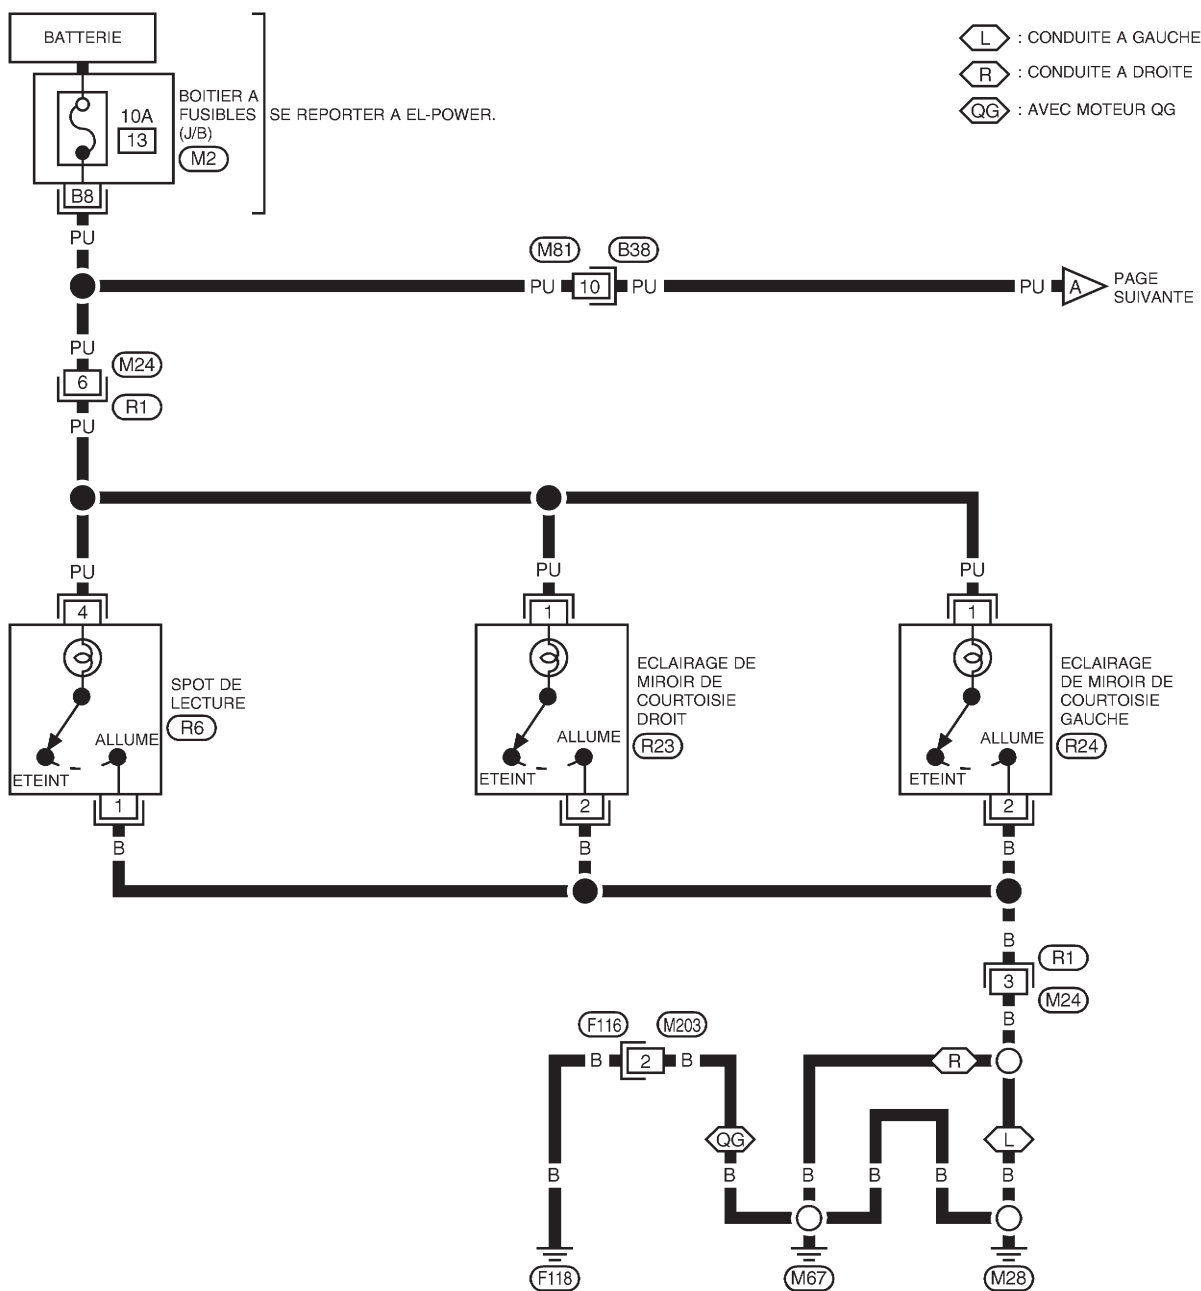 BATTERIE
10A
13
BOITIER A
FUSIBLES
(J/B)
M2
SE REPORTER A EL-POWER.
L : CONDUITE A GAUCHE
R : CONDUITE A DROITE
QG : AVEC MOTEUR QG
B8
PU
M81
B38
PU
10
PU
PU
A
PAGE
SUIVANTE
PU
M24
6
R1
PU
PU
PU
PU
4
1
1
SPOT DE
LECTURE
R6
ALLUME
ETEINT
1
B
ECLAIRAGE DE
MIROIR DE
COURTOISIE
DROIT
R23
ALLUME
ETEINT
2
B
ECLAIRAGE
DE MIROIR DE
COURTOISIE
GAUCHE
R24
ALLUME
ETEINT
2
B
B
R1
3
M24
B
F116
M203
B
2
B
R
QG
L
B
B
B
B
B
B
F118
M67
M28